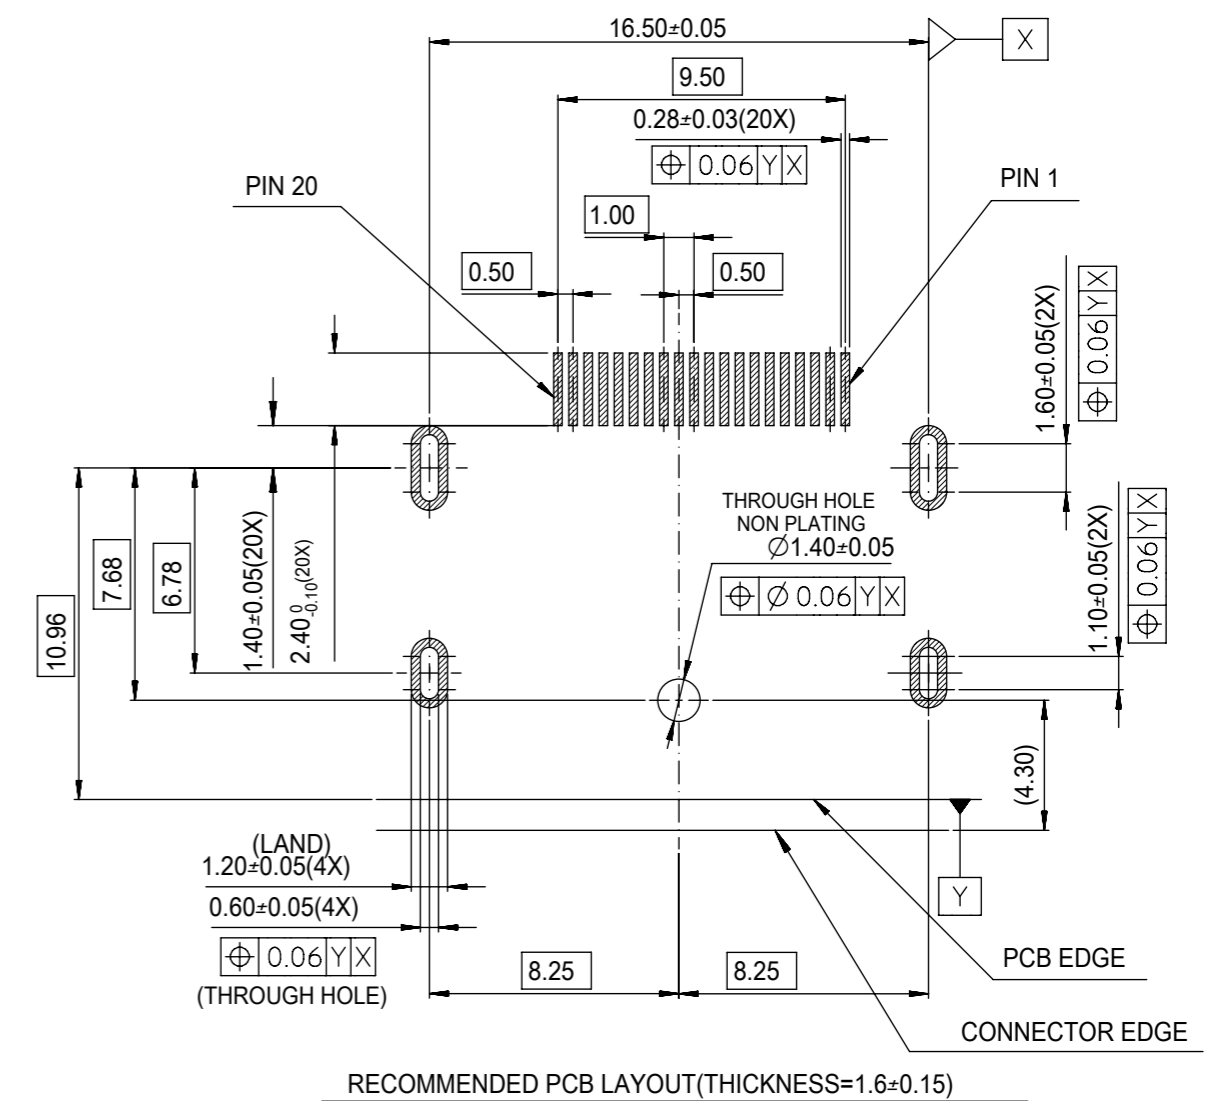 16.50±0.05
X
9.50
0.28±0.03(20X)
⌖ 0.06 Y X
PIN 20
PIN 1
1.00
0.50
0.50
1.60±0.05(2X)
⌖ 0.06 Y X
THROUGH HOLE
NON PLATING
∅1.40±0.05
⌖ ∅ 0.06 Y X
1.10±0.05(2X)
⌖ 0.06 Y X
10.96
7.68
6.78
1.40±0.05(20X)
2.40 0 -0.10 (20X)
(4.30)
(LAND)
1.20±0.05(4X)
0.60±0.05(4X)
⌖ 0.06 Y X
(THROUGH HOLE)
Y
8.25
8.25
PCB EDGE
CONNECTOR EDGE
RECOMMENDED PCB LAYOUT(THICKNESS=1.6±0.15)